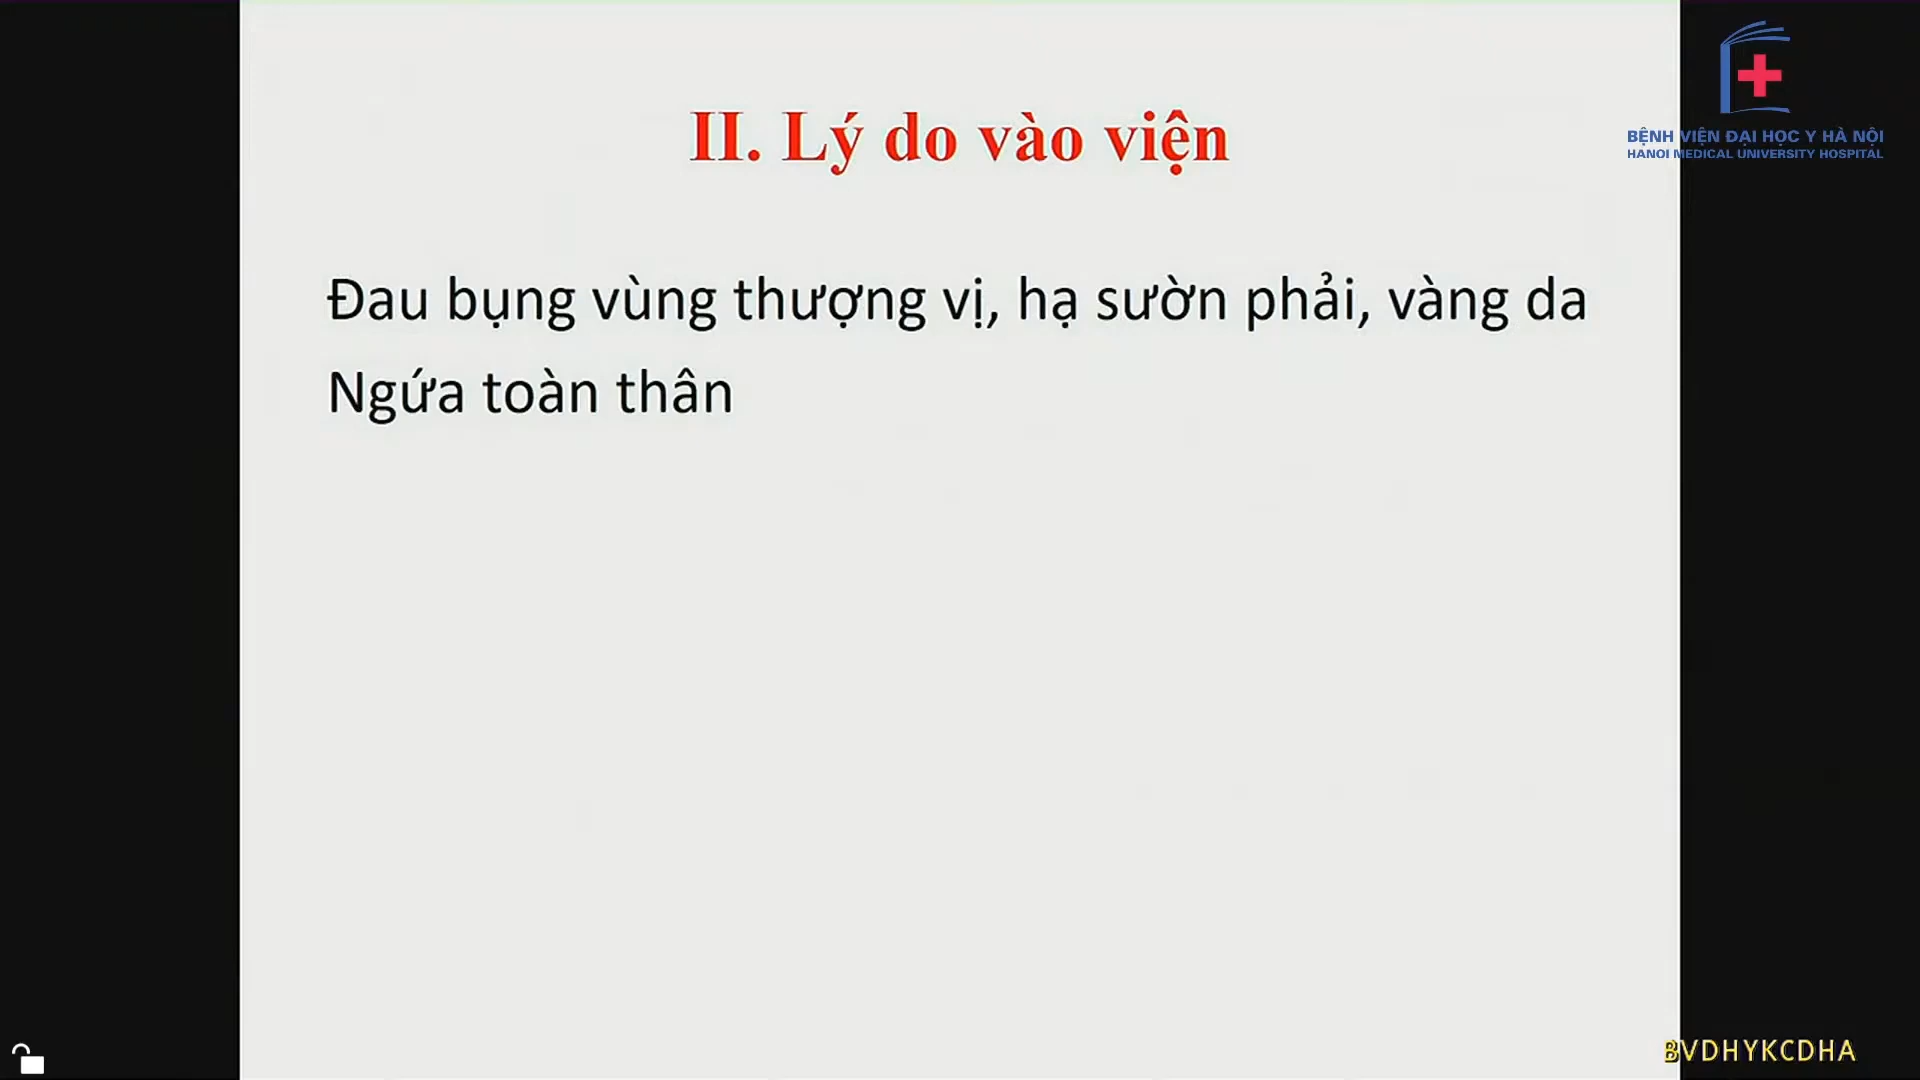 II. Lý do vào viện
BỆNH VIỆN ĐẠI HỌC Y HÀ NỘI
HANOI MEDICAL UNIVERSITY HOSPITAL
Đau bụng vùng thượng vị, hạ sườn phải, vàng da
Ngứa toàn thân
BVDHYKCDHA